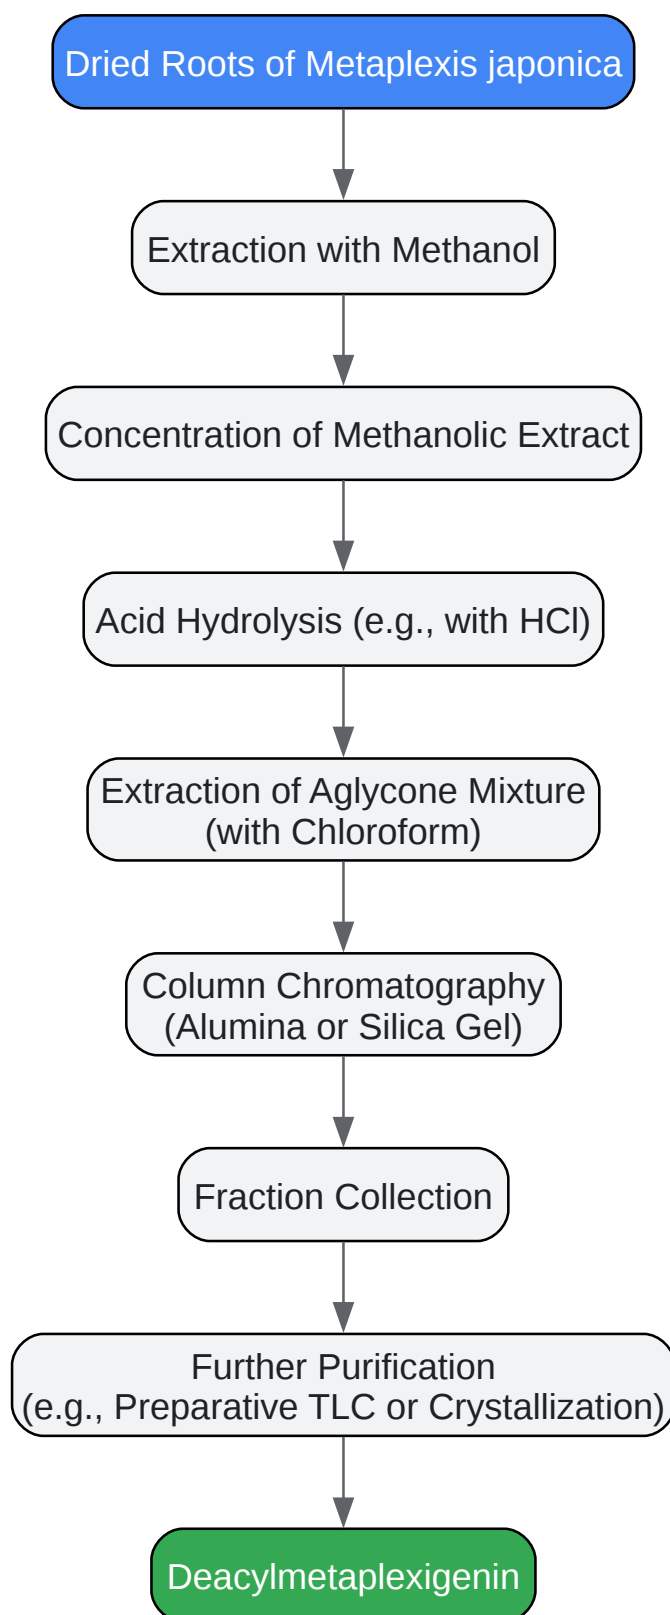 Dried Roots of Metaplexis japonica
Extraction with Methanol
Concentration of Methanolic Extract
Acid Hydrolysis (e.g., with HCl)
Extraction of Aglycone Mixture
(with Chloroform)
Column Chromatography
(Alumina or Silica Gel)
Fraction Collection
Further Purification
(e.g., Preparative TLC or Crystallization)
Deacylmetaplexigenin